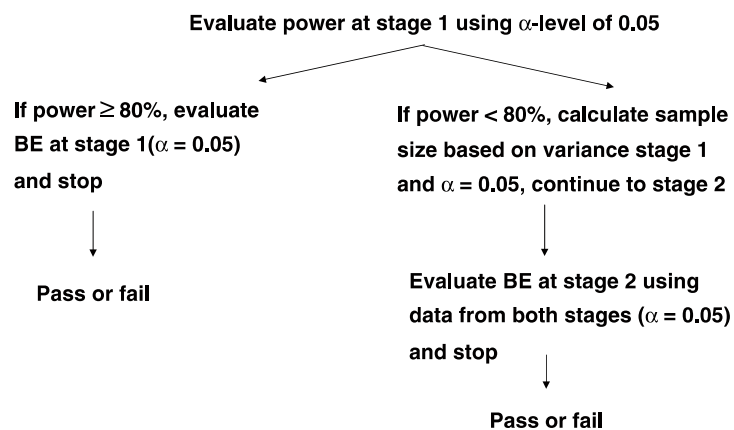 Evaluate power at stage 1 using α-level of 0.05
If power ≥ 80%, evaluate
BE at stage 1(α = 0.05)
and stop
Pass or fail
If power < 80%, calculate sample
size based on variance stage 1
and α = 0.05, continue to stage 2
Evaluate BE at stage 2 using
data from both stages (α = 0.05)
and stop
Pass or fail